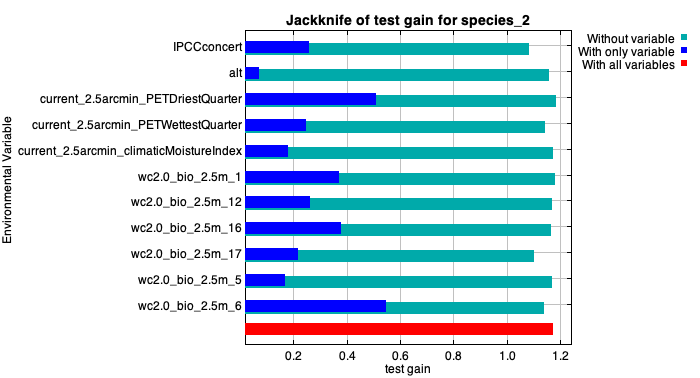 Jackknife of test gain for species_2
Without variable
With only variable
With all variables
Environmental Variable
IPCCconcert
alt
current_2.5arcmin_PETDriestQuarter
current_2.5arcmin_PETWettestQuarter
current_2.5arcmin_climaticMoistureIndex
wc2.0_bio_2.5m_1
wc2.0_bio_2.5m_12
wc2.0_bio_2.5m_16
wc2.0_bio_2.5m_17
wc2.0_bio_2.5m_5
wc2.0_bio_2.5m_6
0.2 0.4 0.6 0.8 1.0 1.2
test gain